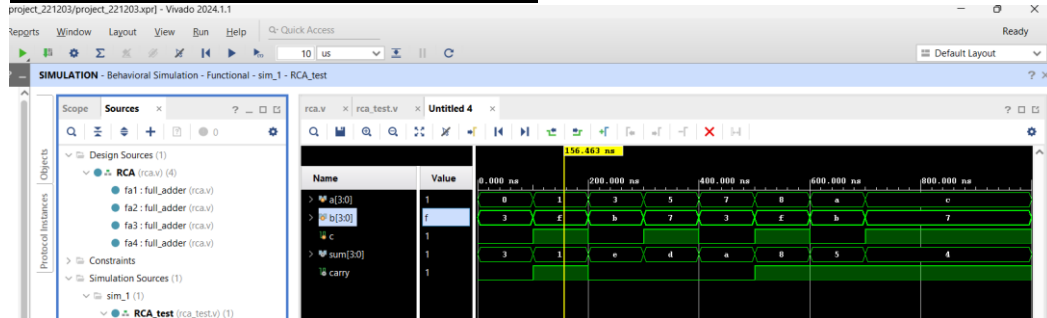 project_221203/project_221203.xpr] - Vivado 2024.1.1
Reports Window Layout View Run Help Quick Access Ready
10 us Default Layout
SIMULATION - Behavioral Simulation - Functional - sim_1 - RCA_test ?
Scope Sources × ? rca.v × rca_test.v × Untitled 4 × ?
0
Objects
Protocol Instances
156.463 ns
Design Sources (1)
RCA (rca.v) (4) Name Value 0.000 ns 200.000 ns 400.000 ns 600.000 ns 800.000 ns
fa1 : full_adder (rca.v) a[3:0] 1 0 1 3 5 7 8 a c
fa2 : full_adder (rca.v) b[3:0] f 3 f b 7 3 f b 7
fa3 : full_adder (rca.v) c 1
fa4 : full_adder (rca.v) sum[3:0] 1 3 1 e d a 8 5 4
Constraints carry 1
Simulation Sources (1)
sim_1 (1)
RCA_test (rca_test.v) (1)